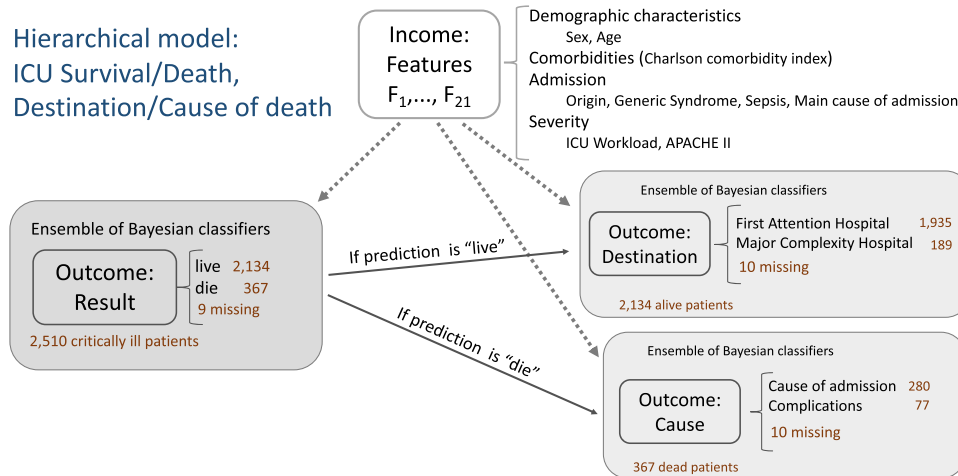 Hierarchical model:
ICU Survival/Death,
Destination/Cause of death
Income:
Features
F1,..., F21
Demographic characteristics
Sex, Age
Comorbidities (Charlson comorbidity index)
Admission
Origin, Generic Syndrome, Sepsis, Main cause of admission
Severity
ICU Workload, APACHE II
Ensemble of Bayesian classifiers
Outcome:
Result
live 2,134
die 367
9 missing
2,510 critically ill patients
If prediction is “live”
If prediction is “die”
Ensemble of Bayesian classifiers
Outcome:
Destination
First Attention Hospital 1,935
Major Complexity Hospital 189
10 missing
2,134 alive patients
Ensemble of Bayesian classifiers
Outcome:
Cause
Cause of admission 280
Complications 77
10 missing
367 dead patients